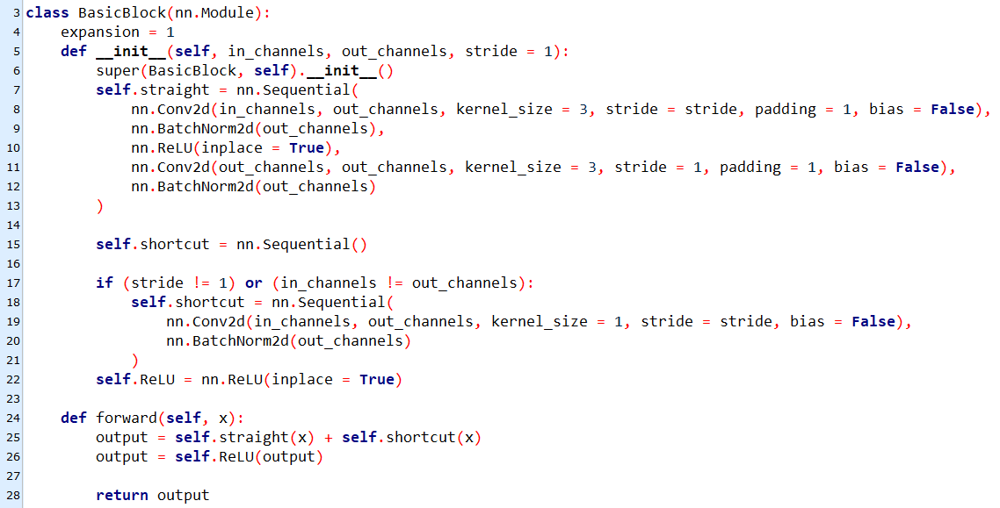 3 class BasicBlock(nn.Module):
4     expansion = 1
5     def __init__(self, in_channels, out_channels, stride = 1):
6         super(BasicBlock, self).__init__()
7         self.straight = nn.Sequential(
8             nn.Conv2d(in_channels, out_channels, kernel_size = 3, stride = stride, padding = 1, bias = False),
9             nn.BatchNorm2d(out_channels),
10             nn.ReLU(inplace = True),
11             nn.Conv2d(out_channels, out_channels, kernel_size = 3, stride = 1, padding = 1, bias = False),
12             nn.BatchNorm2d(out_channels)
13         )
14
15         self.shortcut = nn.Sequential()
16
17         if (stride != 1) or (in_channels != out_channels):
18             self.shortcut = nn.Sequential(
19                 nn.Conv2d(in_channels, out_channels, kernel_size = 1, stride = stride, bias = False),
20                 nn.BatchNorm2d(out_channels)
21             )
22         self.ReLU = nn.ReLU(inplace = True)
23
24     def forward(self, x):
25         output = self.straight(x) + self.shortcut(x)
26         output = self.ReLU(output)
27
28         return output